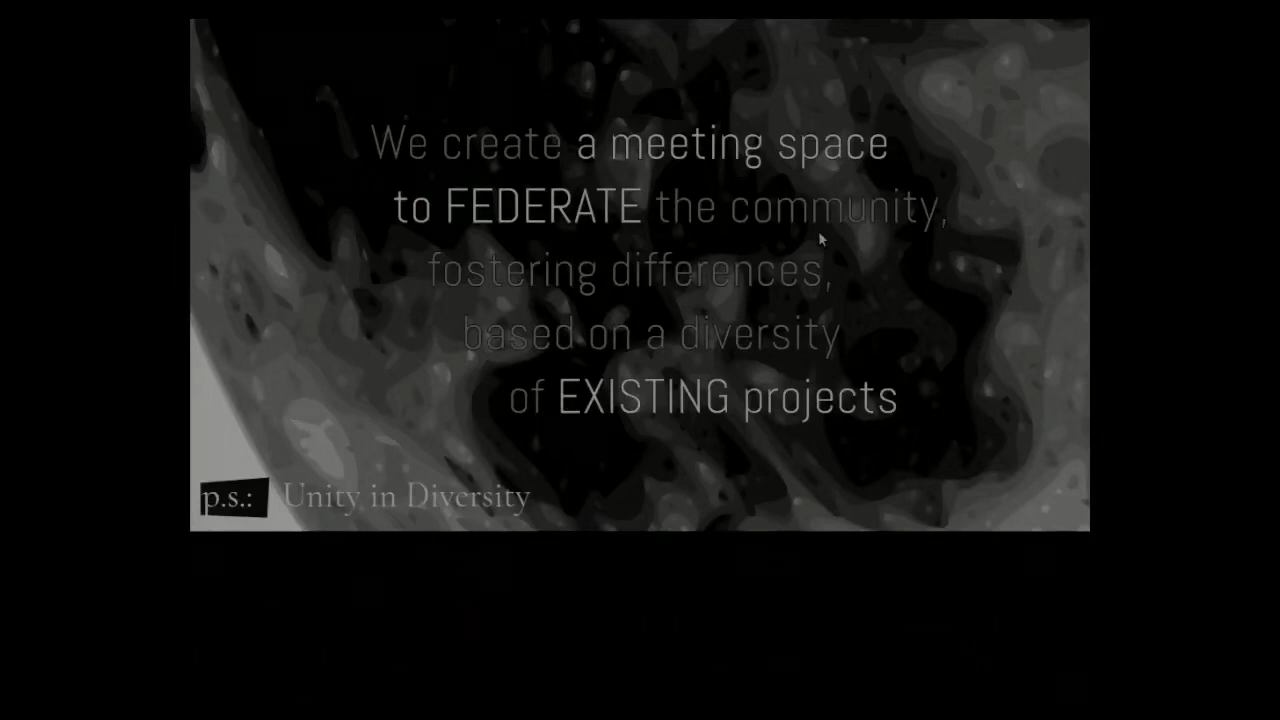 We create a meeting space
to FEDERATE the community,
fostering differences,
based on a diversity
of EXISTING projects
p.s.: Unity in Diversity